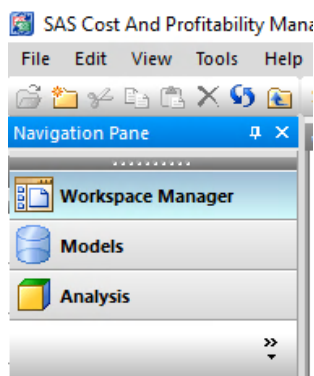 SAS Cost And Profitability Mana
File Edit View Tools Help
Navigation Pane
Workspace Manager
Models
Analysis